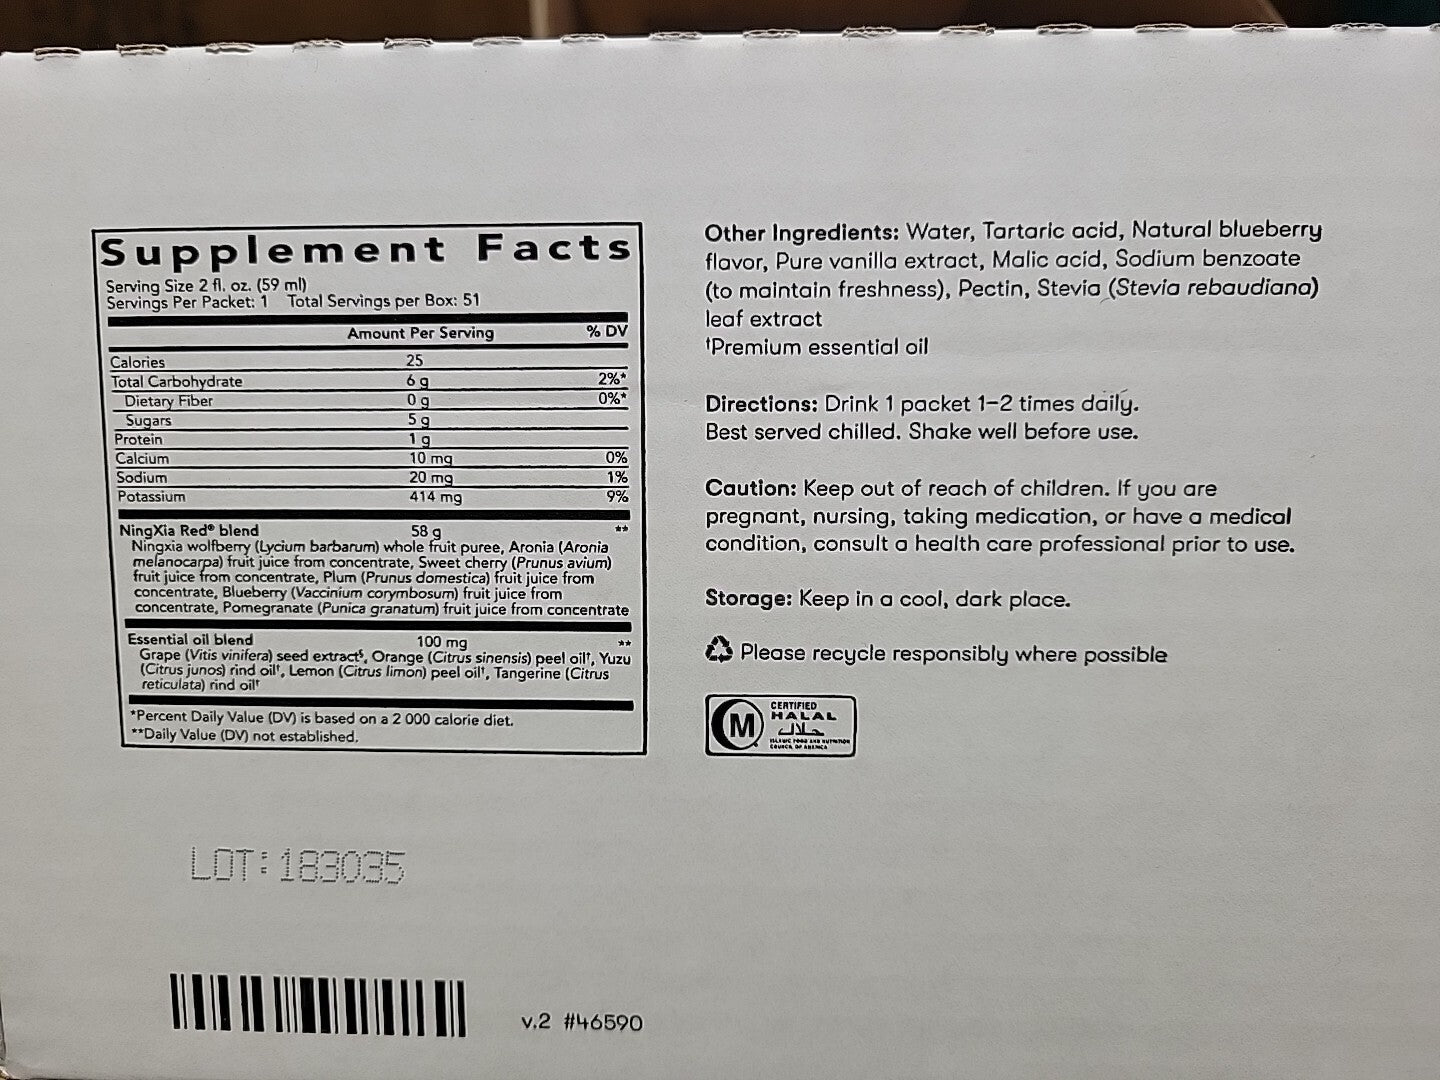 Supplement Facts
Serving Size 2 fl. oz. (59 ml)
Servings Per Packet: 1 Total Servings per Box: 51
Amount Per Serving % DV
Calories 25
Total Carbohydrate 6 g 2%*
Dietary Fiber 0 g 0%*
Sugars 5 g
Protein 1 g
Calcium 10 mg 0%
Sodium 20 mg 1%
Potassium 414 mg 9%
NingXia Red® blend 58 g **
Ningxia wolfberry (Lycium barbarum) whole fruit puree, Aronia (Aronia
melanocarpa) fruit juice from concentrate, Sweet cherry (Prunus avium)
fruit juice from concentrate, Plum (Prunus domestica) fruit juice from
concentrate, Blueberry (Vaccinium corymbosum) fruit juice from
concentrate, Pomegranate (Punica granatum) fruit juice from concentrate
Essential oil blend 100 mg **
Grape (Vitis vinifera) seed extract§, Orange (Citrus sinensis) peel oil†, Yuzu
(Citrus junos) rind oil†, Lemon (Citrus limon) peel oil†, Tangerine (Citrus
reticulata) rind oil†
*Percent Daily Value (DV) is based on a 2 000 calorie diet.
**Daily Value (DV) not established.
Other Ingredients: Water, Tartaric acid, Natural blueberry
flavor, Pure vanilla extract, Malic acid, Sodium benzoate
(to maintain freshness), Pectin, Stevia (Stevia rebaudiana)
leaf extract
†Premium essential oil
Directions: Drink 1 packet 1–2 times daily.
Best served chilled. Shake well before use.
Caution: Keep out of reach of children. If you are
pregnant, nursing, taking medication, or have a medical
condition, consult a health care professional prior to use.
Storage: Keep in a cool, dark place.
Please recycle responsibly where possible
M
CERTIFIED
HALAL
حلال
ISLAMIC FOOD AND NUTRITION
COUNCIL OF AMERICA
LOT: 183035
v.2 #46590